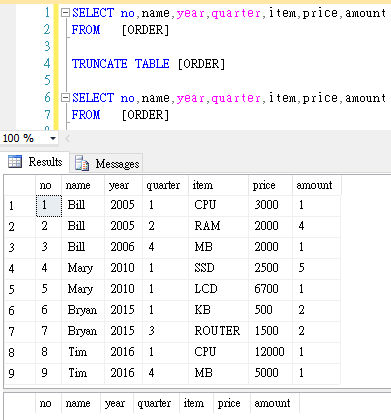 1 SELECT no,name,year,quarter,item,price,amount
2 FROM [ORDER]
3
4 TRUNCATE TABLE [ORDER]
5
6 SELECT no,name,year,quarter,item,price,amount
7 FROM [ORDER]
8
100 %
Results Messages
no name year quarter item price amount
1 1 Bill 2005 1 CPU 3000 1
2 2 Bill 2005 2 RAM 2000 4
3 3 Bill 2006 4 MB 2000 1
4 4 Mary 2010 1 SSD 2500 5
5 5 Mary 2010 1 LCD 6700 1
6 6 Bryan 2015 1 KB 500 2
7 7 Bryan 2015 3 ROUTER 1500 2
8 8 Tim 2016 1 CPU 12000 1
9 9 Tim 2016 4 MB 5000 1
no name year quarter item price amount